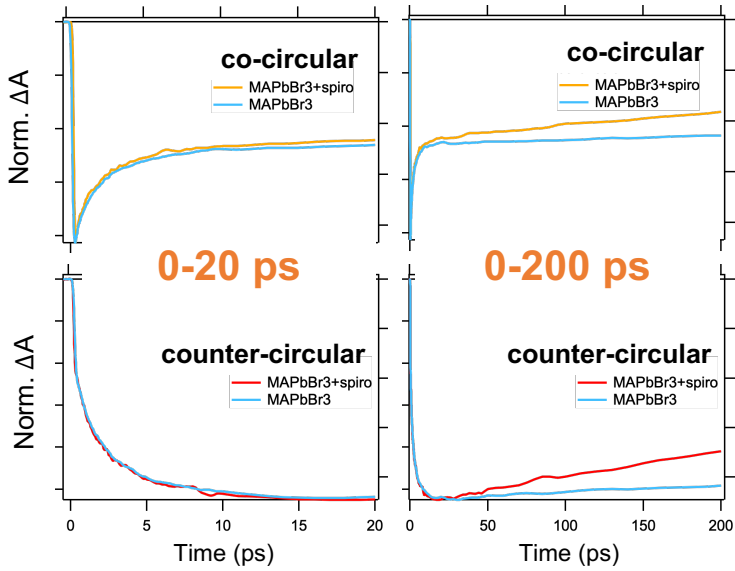 co-circular
MAPbBr3+spiro
MAPbBr3
Norm. ΔA
co-circular
MAPbBr3+spiro
MAPbBr3
0-20 ps
0-200 ps
counter-circular
MAPbBr3+spiro
MAPbBr3
Norm. ΔA
counter-circular
MAPbBr3+spiro
MAPbBr3
0 5 10 15 20
Time (ps)
0 50 100 150 200
Time (ps)